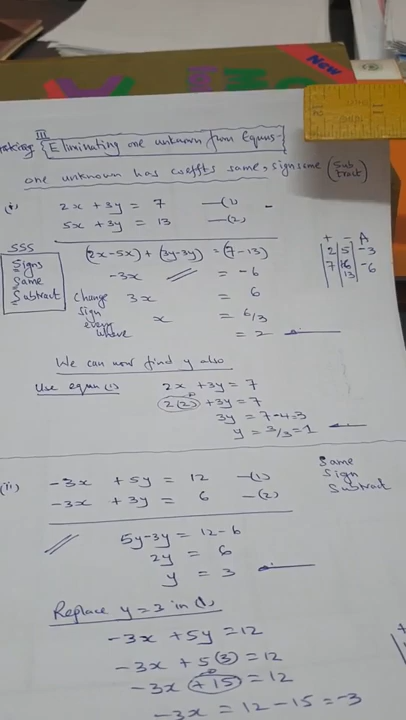 New
III
{Eliminating one unknown from Equns-
one unknown has coeffts same, sign same (Sub
tract)
(i) 2x + 3y = 7 —(1)
5x + 3y = 13 —(2)
SSS
Signs
Same
Subtract
(2x-5x) + (3y-3y) = (7-13)
-3x = -6
change 3x = 6
sign
every x = 6/3
where = 2
+ - A
2 5 -3
7 -6
13
We can now find y also
Use equn (1) 2x + 3y = 7
2(2) + 3y = 7
3y = 7-4=3
y = 3/3 = 1
(ii) -3x + 5y = 12 —(1)
-3x + 3y = 6 —(2)
Same
Sign
Subtract
5y-3y = 12-6
2y = 6
y = 3
Replace y=3 in (1)
-3x + 5y = 12
-3x + 5(3) = 12
-3x +15 = 12
-3x = 12-15 = -3